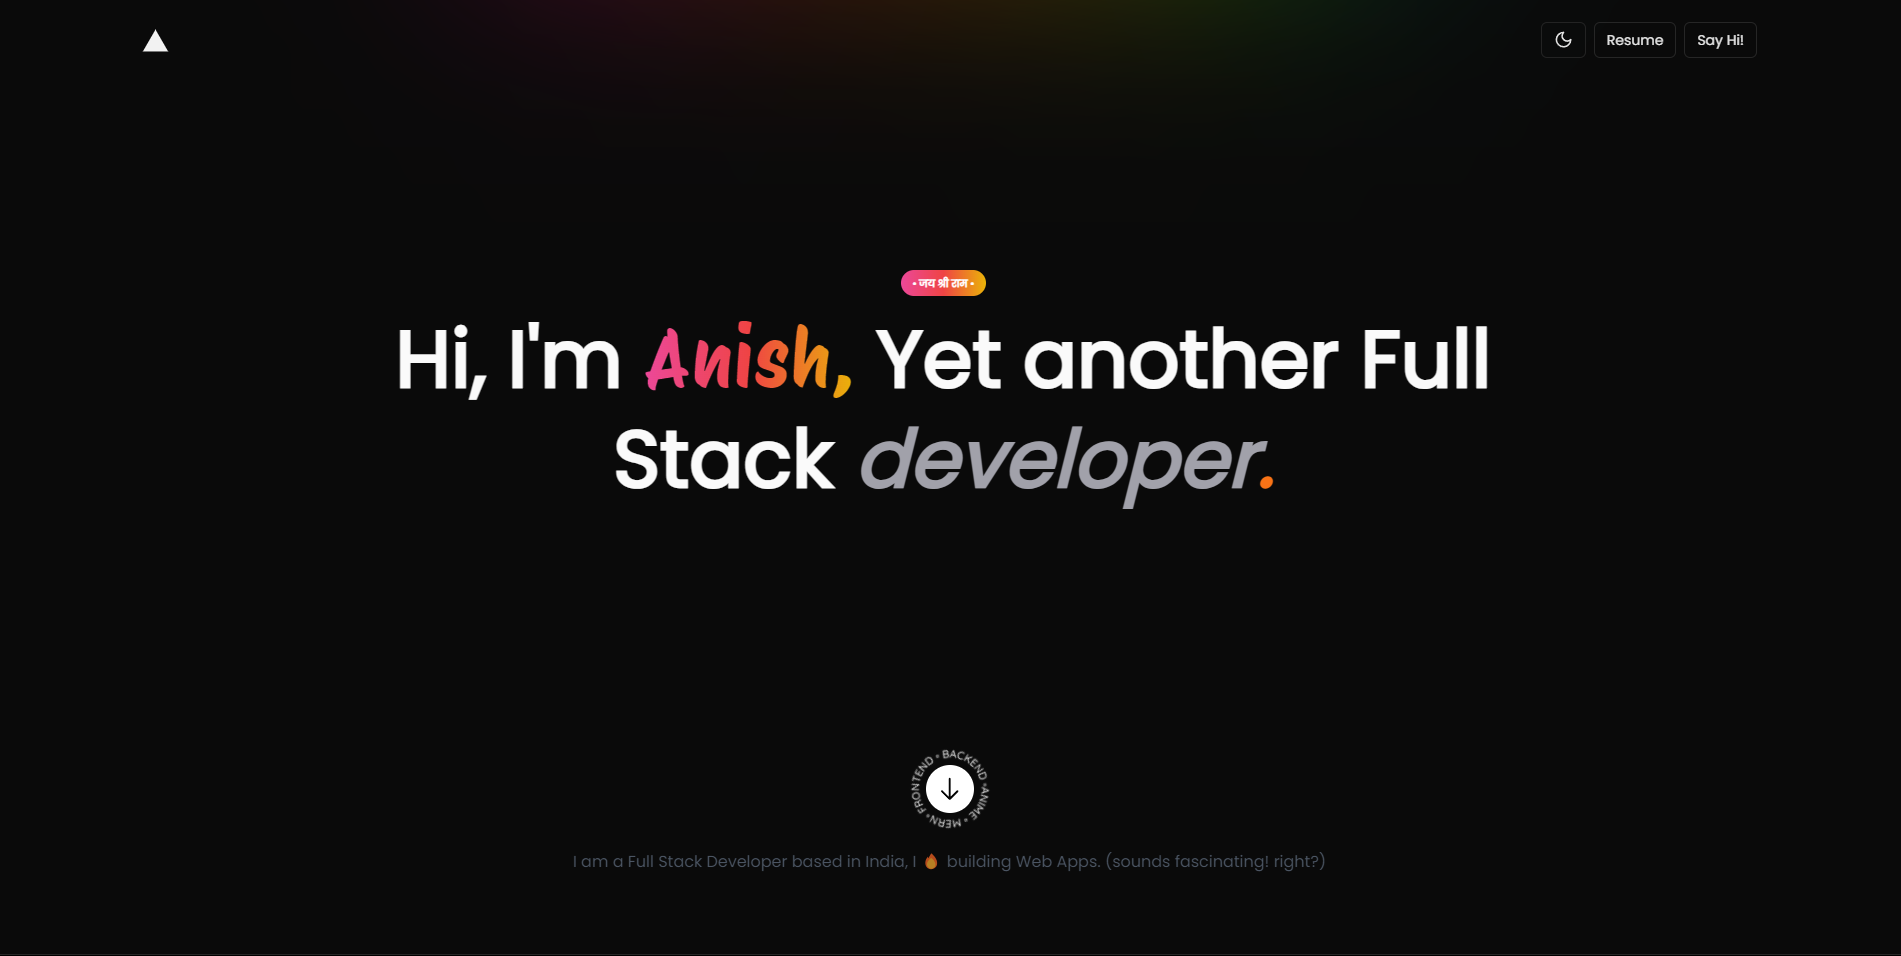 Resume
Say Hi!
• जय श्री राम •
Hi, I'm Anish, Yet another Full
Stack developer.
FRONTEND • BACKEND • ANIME • MERN •
I am a Full Stack Developer based in India, I 🔥 building Web Apps. (sounds fascinating! right?)